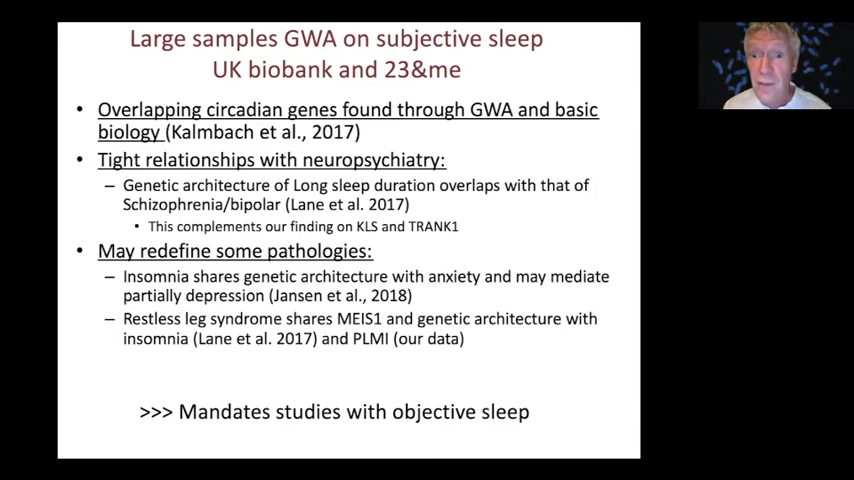 Large samples GWA on subjective sleep
UK biobank and 23&me
• Overlapping circadian genes found through GWA and basic
biology (Kalmbach et al., 2017)
• Tight relationships with neuropsychiatry:
– Genetic architecture of Long sleep duration overlaps with that of
Schizophrenia/bipolar (Lane et al. 2017)
• This complements our finding on KLS and TRANK1
• May redefine some pathologies:
– Insomnia shares genetic architecture with anxiety and may mediate
partially depression (Jansen et al., 2018)
– Restless leg syndrome shares MEIS1 and genetic architecture with
insomnia (Lane et al. 2017) and PLMI (our data)
>>> Mandates studies with objective sleep